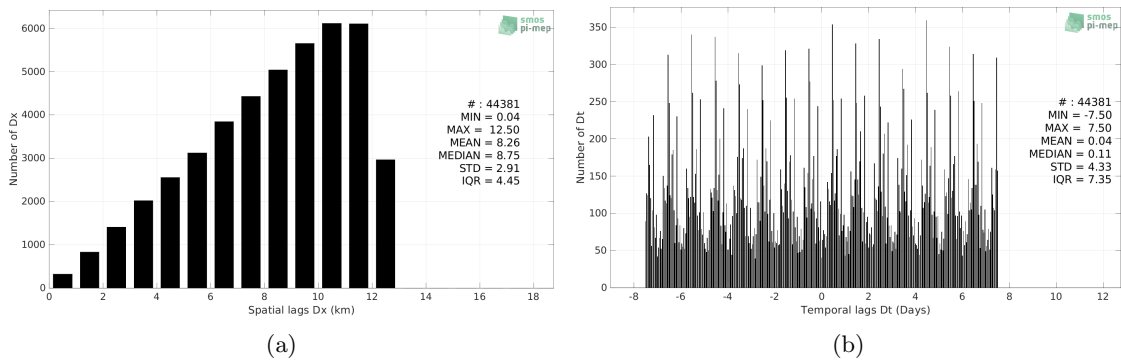 smos
pi-mep
6000
5000
4000
3000
2000
1000
0
Number of Dx
# : 44381
MIN = 0.04
MAX = 12.50
MEAN = 8.26
MEDIAN = 8.75
STD = 2.91
IQR = 4.45
0 2 4 6 8 10 12 14 16 18
Spatial lags Dx (km)
(a)
smos
pi-mep
350
300
250
200
150
100
50
0
Number of Dt
# : 44381
MIN = -7.50
MAX = 7.50
MEAN = 0.04
MEDIAN = 0.11
STD = 4.33
IQR = 7.35
-8 -6 -4 -2 0 2 4 6 8 10 12
Temporal lags Dt (Days)
(b)